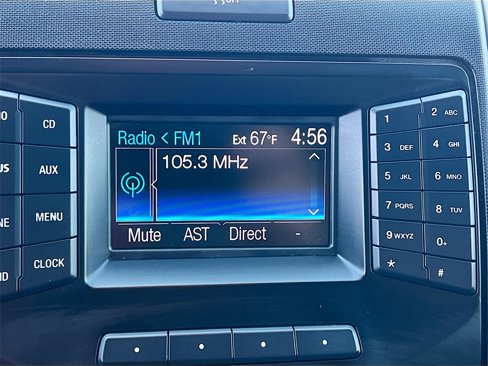 OFF
Radio < FM1 Ext 67°F 4:56
105.3 MHz
Mute AST Direct -
CD
AUX
MENU
CLOCK
1 2 ABC
3 DEF 4 GHI
5 JKL 6 MNO
7 PQRS 8 TUV
9 WXYZ 0+
* #